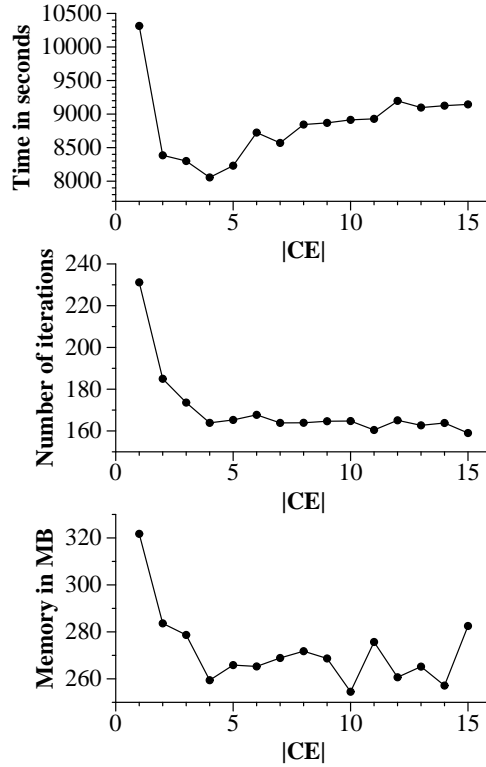 Time in seconds
10500
10000
9500
9000
8500
8000
0 5 10 15
|CE|
Number of iterations
240
220
200
180
160
0 5 10 15
|CE|
Memory in MB
320
300
280
260
0 5 10 15
|CE|